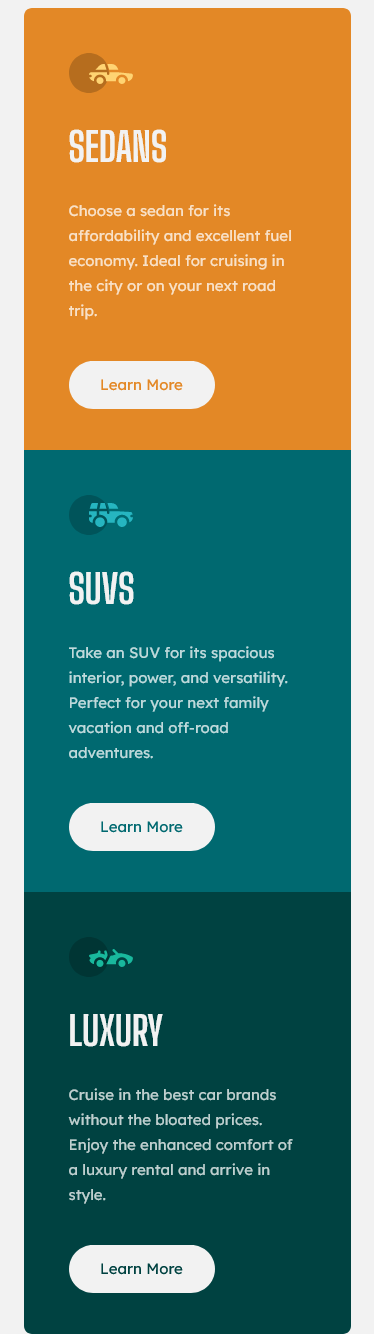 SEDANS
Choose a sedan for its
affordability and excellent fuel
economy. Ideal for cruising in
the city or on your next road
trip.
Learn More
SUVS
Take an SUV for its spacious
interior, power, and versatility.
Perfect for your next family
vacation and off-road
adventures.
Learn More
LUXURY
Cruise in the best car brands
without the bloated prices.
Enjoy the enhanced comfort of
a luxury rental and arrive in
style.
Learn More